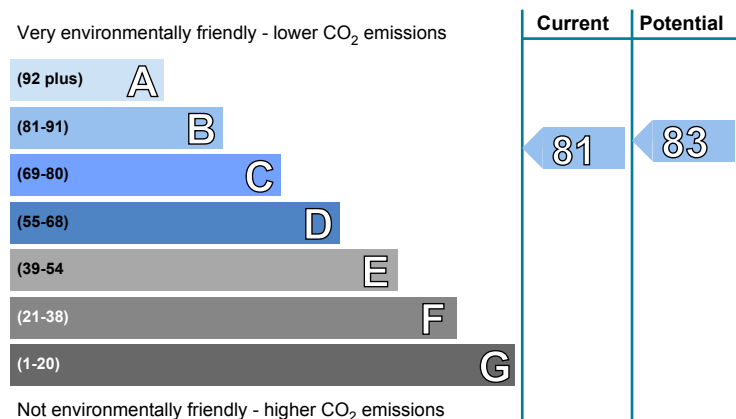 Very environmentally friendly - lower CO2 emissions
Current
Potential
(92 plus) A
(81-91) B
(69-80) C
(55-68) D
(39-54 E
(21-38) F
(1-20) G
81
83
Not environmentally friendly - higher CO2 emissions